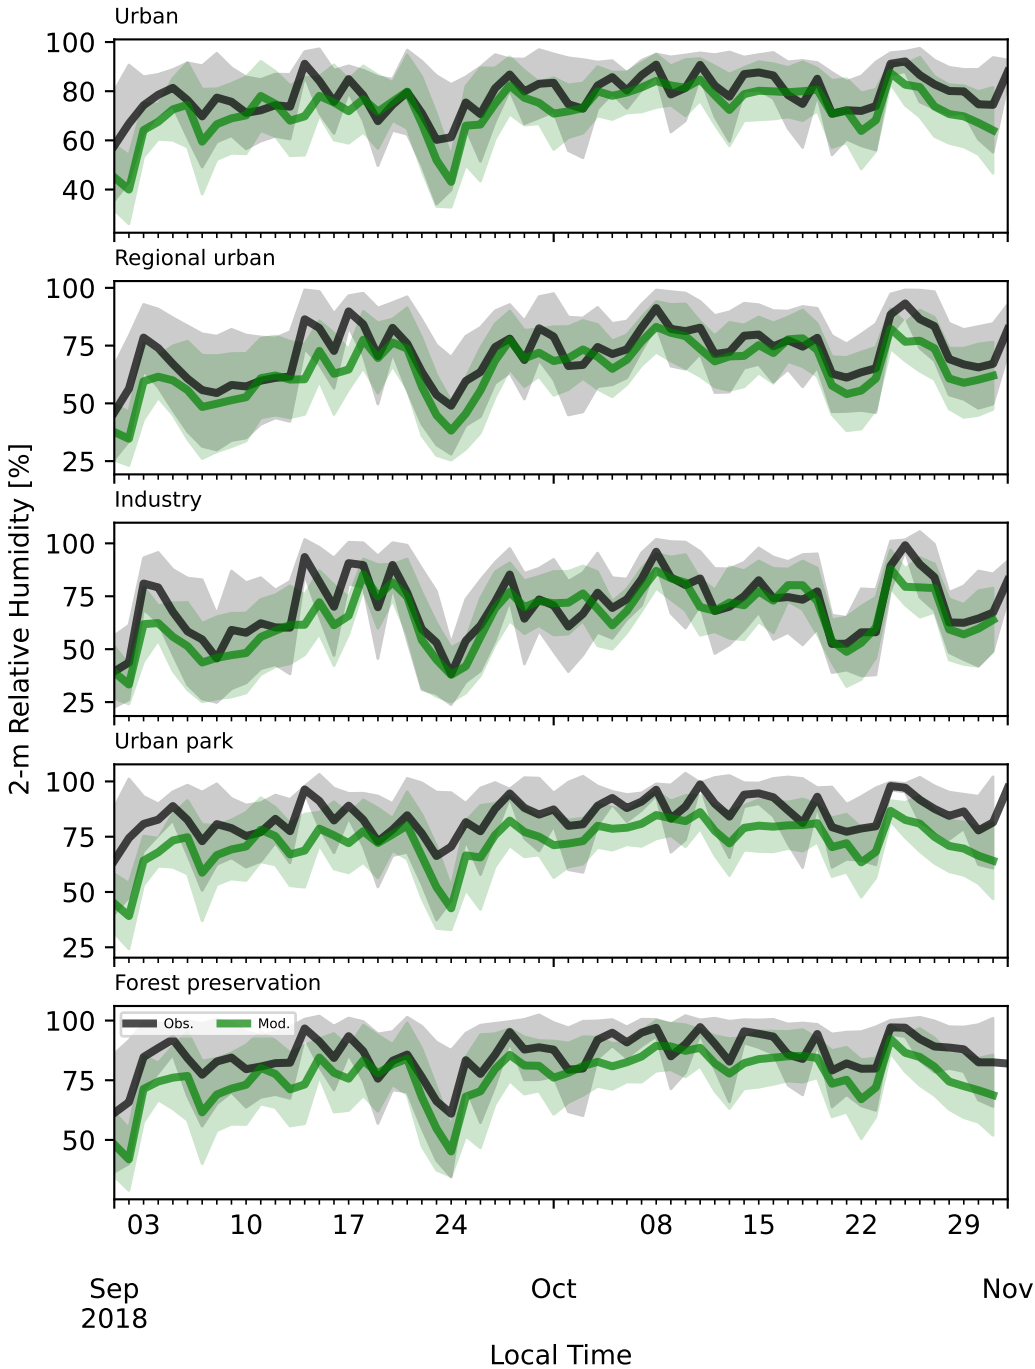 Urban
100
80
60
40
Regional urban
100
75
50
25
Industry
100
75
50
25
2-m Relative Humidity [%]
Urban park
100
75
50
25
Forest preservation
Obs.
Mod.
100
75
50
03 10 17 24 08 15 22 29
Sep Oct Nov
2018
Local Time